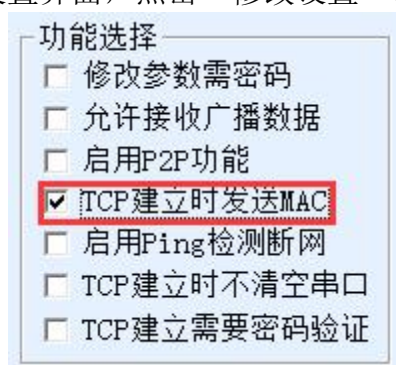 功能选择
修改参数需密码
允许接收广播数据
启用P2P功能
TCP建立时发送MAC
启用Ping检测断网
TCP建立时不清空串口
TCP建立需要密码验证